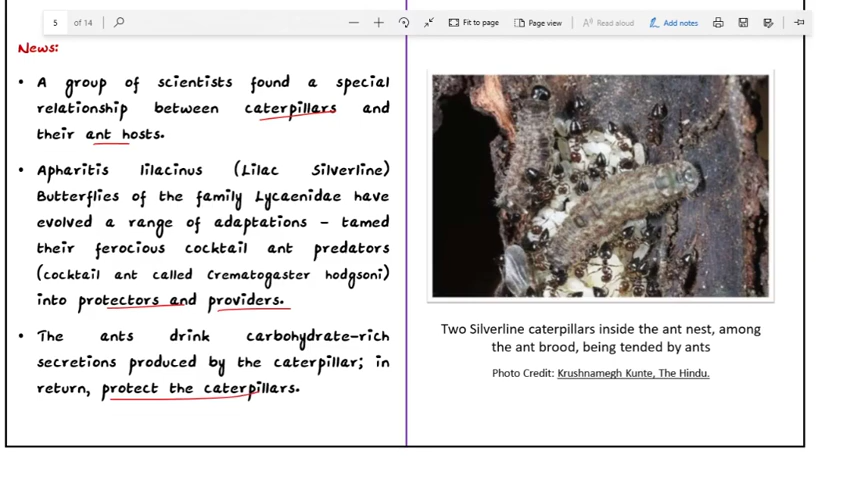 5 of 14
Fit to page
Page view
Read aloud
Add notes
News:
• A group of scientists found a special
relationship between caterpillars and
their ant hosts.
• Apharitis lilacinus (Lilac Silverline)
Butterflies of the family Lycaenidae have
evolved a range of adaptations – tamed
their ferocious cocktail ant predators
(cocktail ant called Crematogaster hodgsoni)
into protectors and providers.
• The ants drink carbohydrate-rich
secretions produced by the caterpillar; in
return, protect the caterpillars.
Two Silverline caterpillars inside the ant nest, among
the ant brood, being tended by ants
Photo Credit: Krushnamegh Kunte, The Hindu.